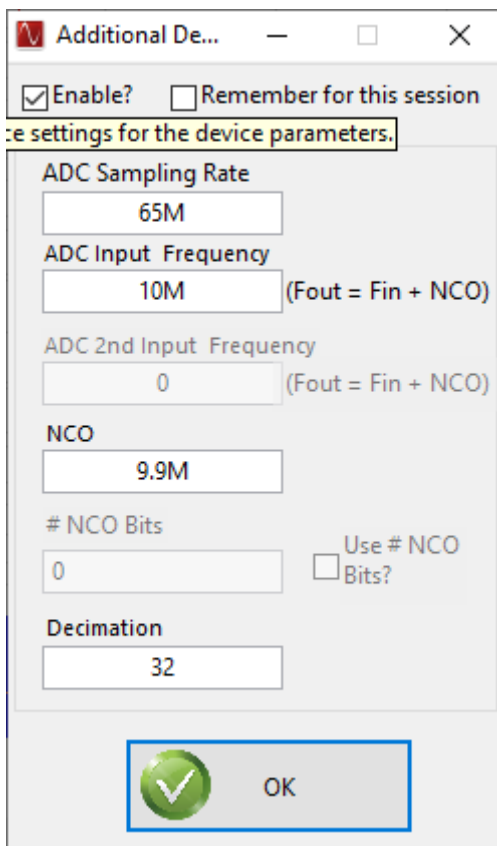 Additional De...
Enable? Remember for this session
ce settings for the device parameters.
ADC Sampling Rate
65M
ADC Input Frequency
10M (Fout = Fin + NCO)
ADC 2nd Input Frequency
0 (Fout = Fin + NCO)
NCO
9.9M
# NCO Bits
0
Use # NCO
Bits?
Decimation
32
OK